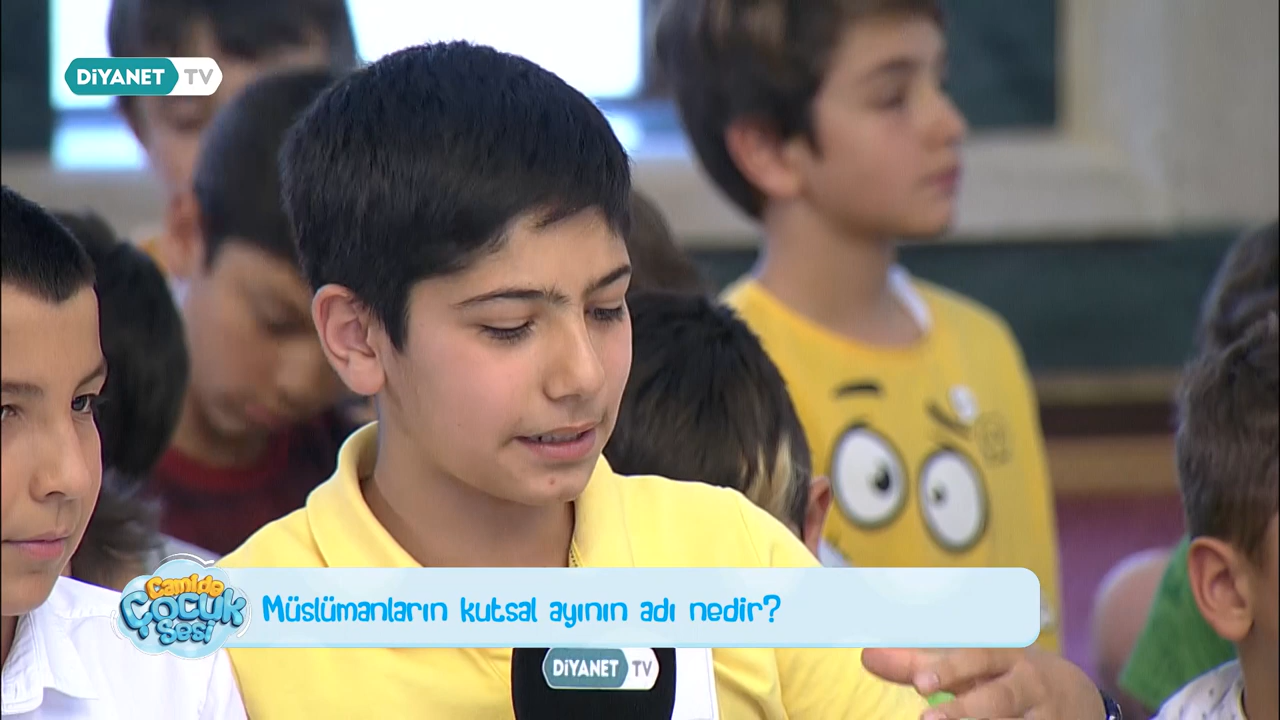 DİYANET TV
Camide
Çocuk
Sesi
Müslümanların kutsal ayının adı nedir?
DİYANET TV